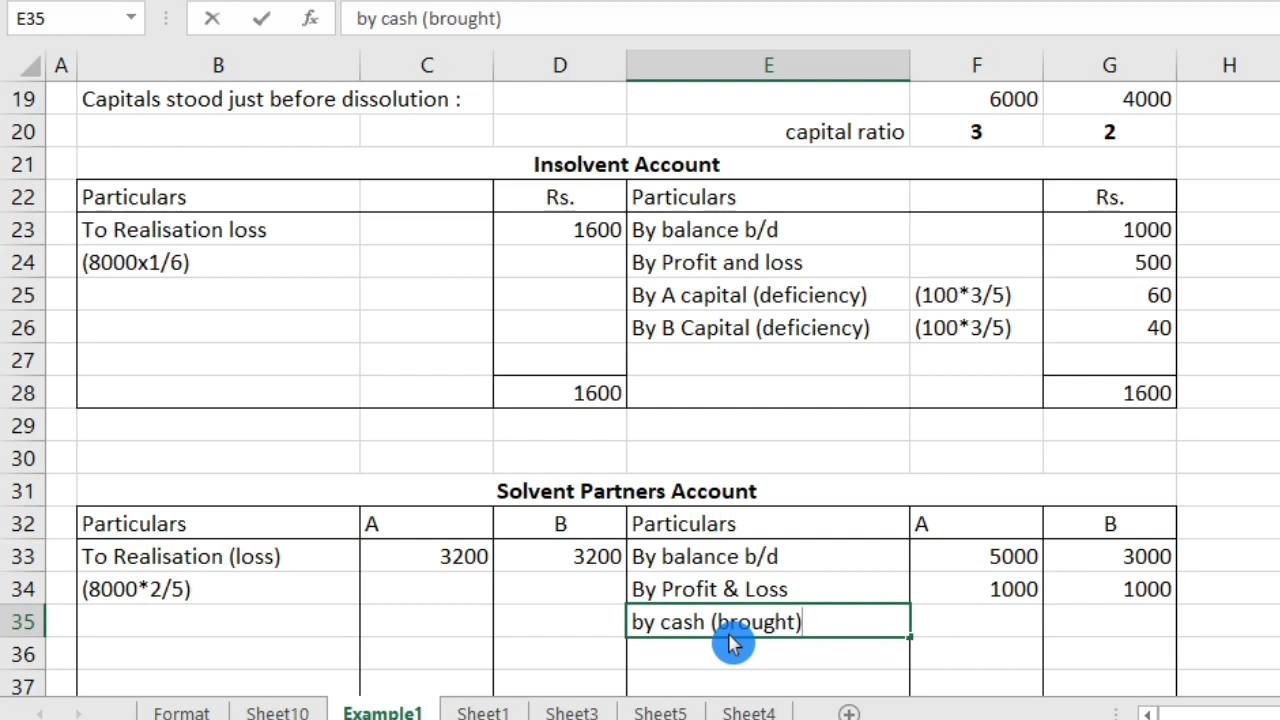 E35 fx by cash (brought)
A B C D E F G H
19 Capitals stood just before dissolution : 6000 4000
20 capital ratio 3 2
21 Insolvent Account
22 Particulars Rs. Particulars Rs.
23 To Realisation loss 1600 By balance b/d 1000
24 (8000x1/6) By Profit and loss 500
25 By A capital (deficiency) (100*3/5) 60
26 By B Capital (deficiency) (100*3/5) 40
27
28 1600 1600
29
30
31 Solvent Partners Account
32 Particulars A B Particulars A B
33 To Realisation (loss) 3200 3200 By balance b/d 5000 3000
34 (8000*2/5) By Profit & Loss 1000 1000
35 by cash (brought)
36
37
Format Sheet10 Example1 Sheet1 Sheet3 Sheet5 Sheet4